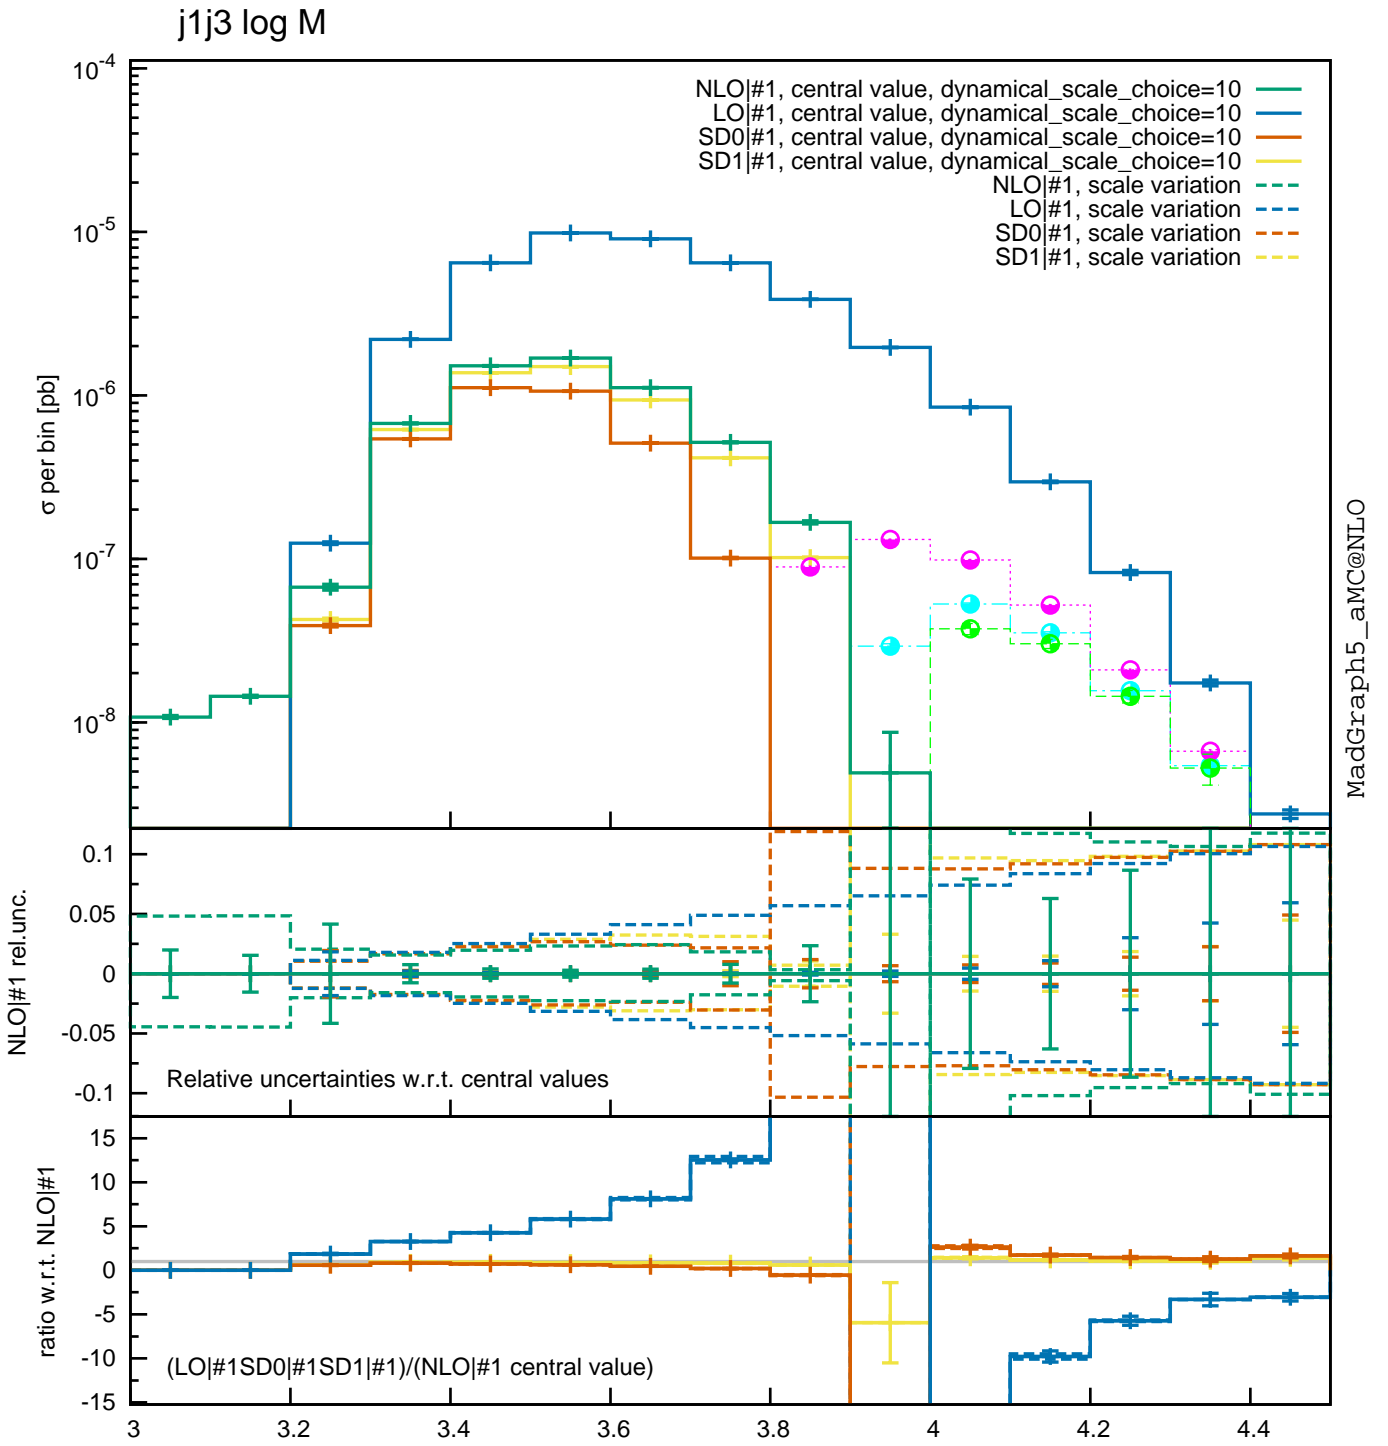 j1j3 log M
10-4
10-5
10-6
10-7
10-8
σ per bin [pb]
NLO|#1, central value, dynamical_scale_choice=10
LO|#1, central value, dynamical_scale_choice=10
SD0|#1, central value, dynamical_scale_choice=10
SD1|#1, central value, dynamical_scale_choice=10
NLO|#1, scale variation
LO|#1, scale variation
SD0|#1, scale variation
SD1|#1, scale variation
MadGraph5_aMC@NLO
0.1
0.05
0
-0.05
-0.1
NLO|#1 rel.unc.
Relative uncertainties w.r.t. central values
15
10
5
0
-5
-10
-15
ratio w.r.t. NLO|#1
(LO|#1SD0|#1SD1|#1)/(NLO|#1 central value)
3 3.2 3.4 3.6 3.8 4 4.2 4.4